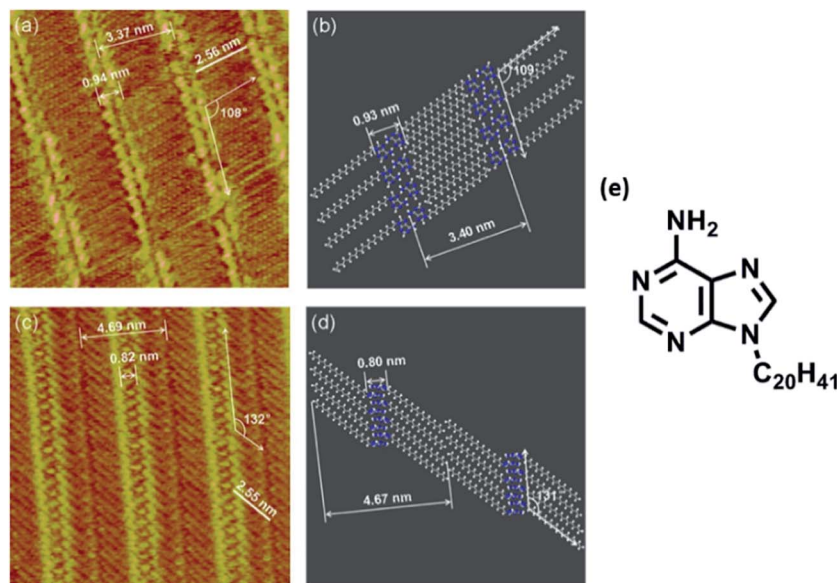 (a)
3.37 nm
2.56 nm
0.94 nm
108°
(b)
109°
0.93 nm
3.40 nm
(c)
4.69 nm
0.82 nm
132°
2.55 nm
(d)
0.80 nm
4.67 nm
131
(e)
NH2
N
N
N
N
N
C20H41